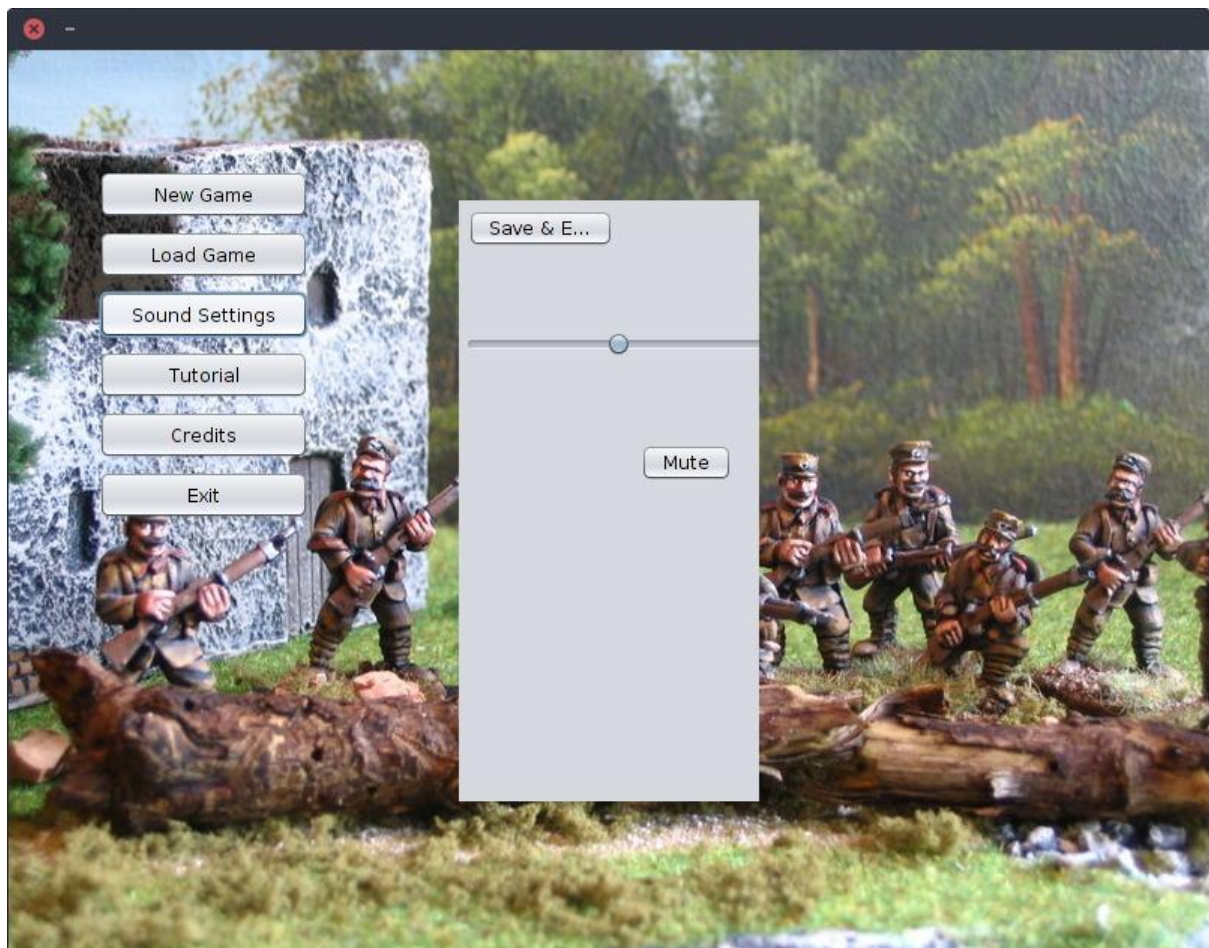 New Game
Load Game
Sound Settings
Tutorial
Credits
Exit
Save & E...
Mute